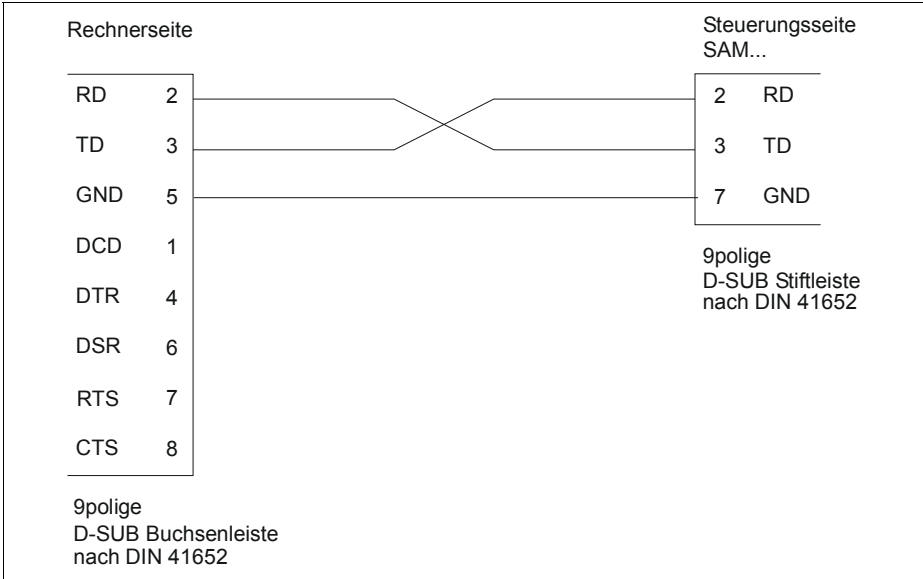 Rechnerseite
RD 2
TD 3
GND 5
DCD 1
DTR 4
DSR 6
RTS 7
CTS 8
9polige
D-SUB Buchsenleiste
nach DIN 41652
Steuerungsseite
SAM...
2 RD
3 TD
7 GND
9polige
D-SUB Stiftleiste
nach DIN 41652